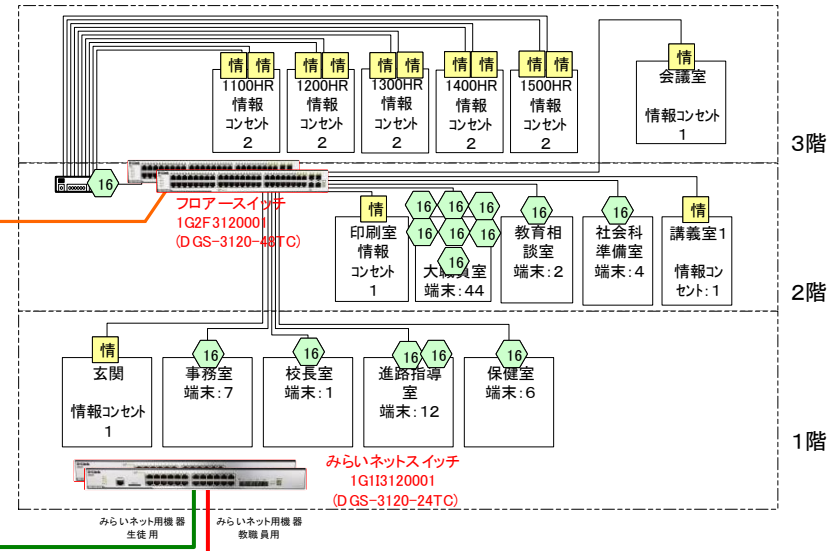 情 情
情 情
情 情
情 情
情 情
情
1100HR
情報
コンセント
2
1200HR
情報
コンセント
2
1300HR
情報
コンセント
2
1400HR
情報
コンセント
2
1500HR
情報
コンセント
2
会議室
情報コンセント
1
3階
16
フロアースイッチ
1G2F3120001
(DGS-3120-48TC)
情
印刷室
情報
コンセント
1
16 16 16
16 16 16
16
大職員室
端末:44
16
教育相
談室
端末:2
16
社会科
準備室
端末:4
情
講義室1
情報コン
セント:1
2階
情
玄関
情報コンセント
1
16
事務室
端末:7
16
校長室
端末:1
16 16
進路指導
室
端末:12
16
保健室
端末:6
1階
みらいネットスイッチ
1G1I3120001
(DGS-3120-24TC)
みらいネット用機器
生徒用
みらいネット用機器
教職員用